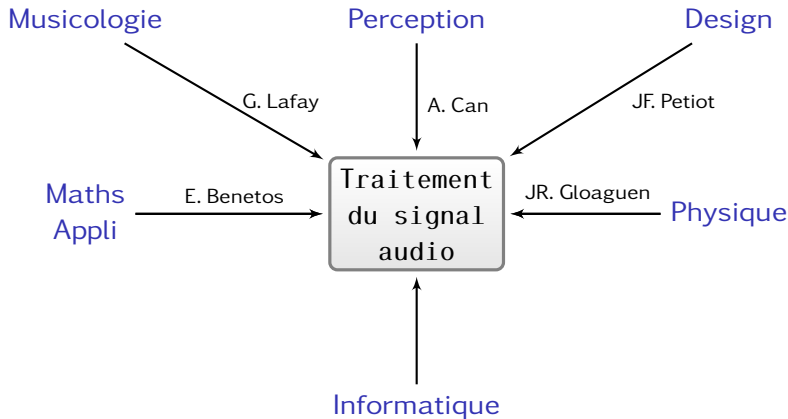 Musicologie
Perception
Design
G. Lafay
A. Can
JF. Petiot
Maths
Appli
E. Benetos
Traitement
du signal
audio
JR. Gloaguen
Physique
Informatique